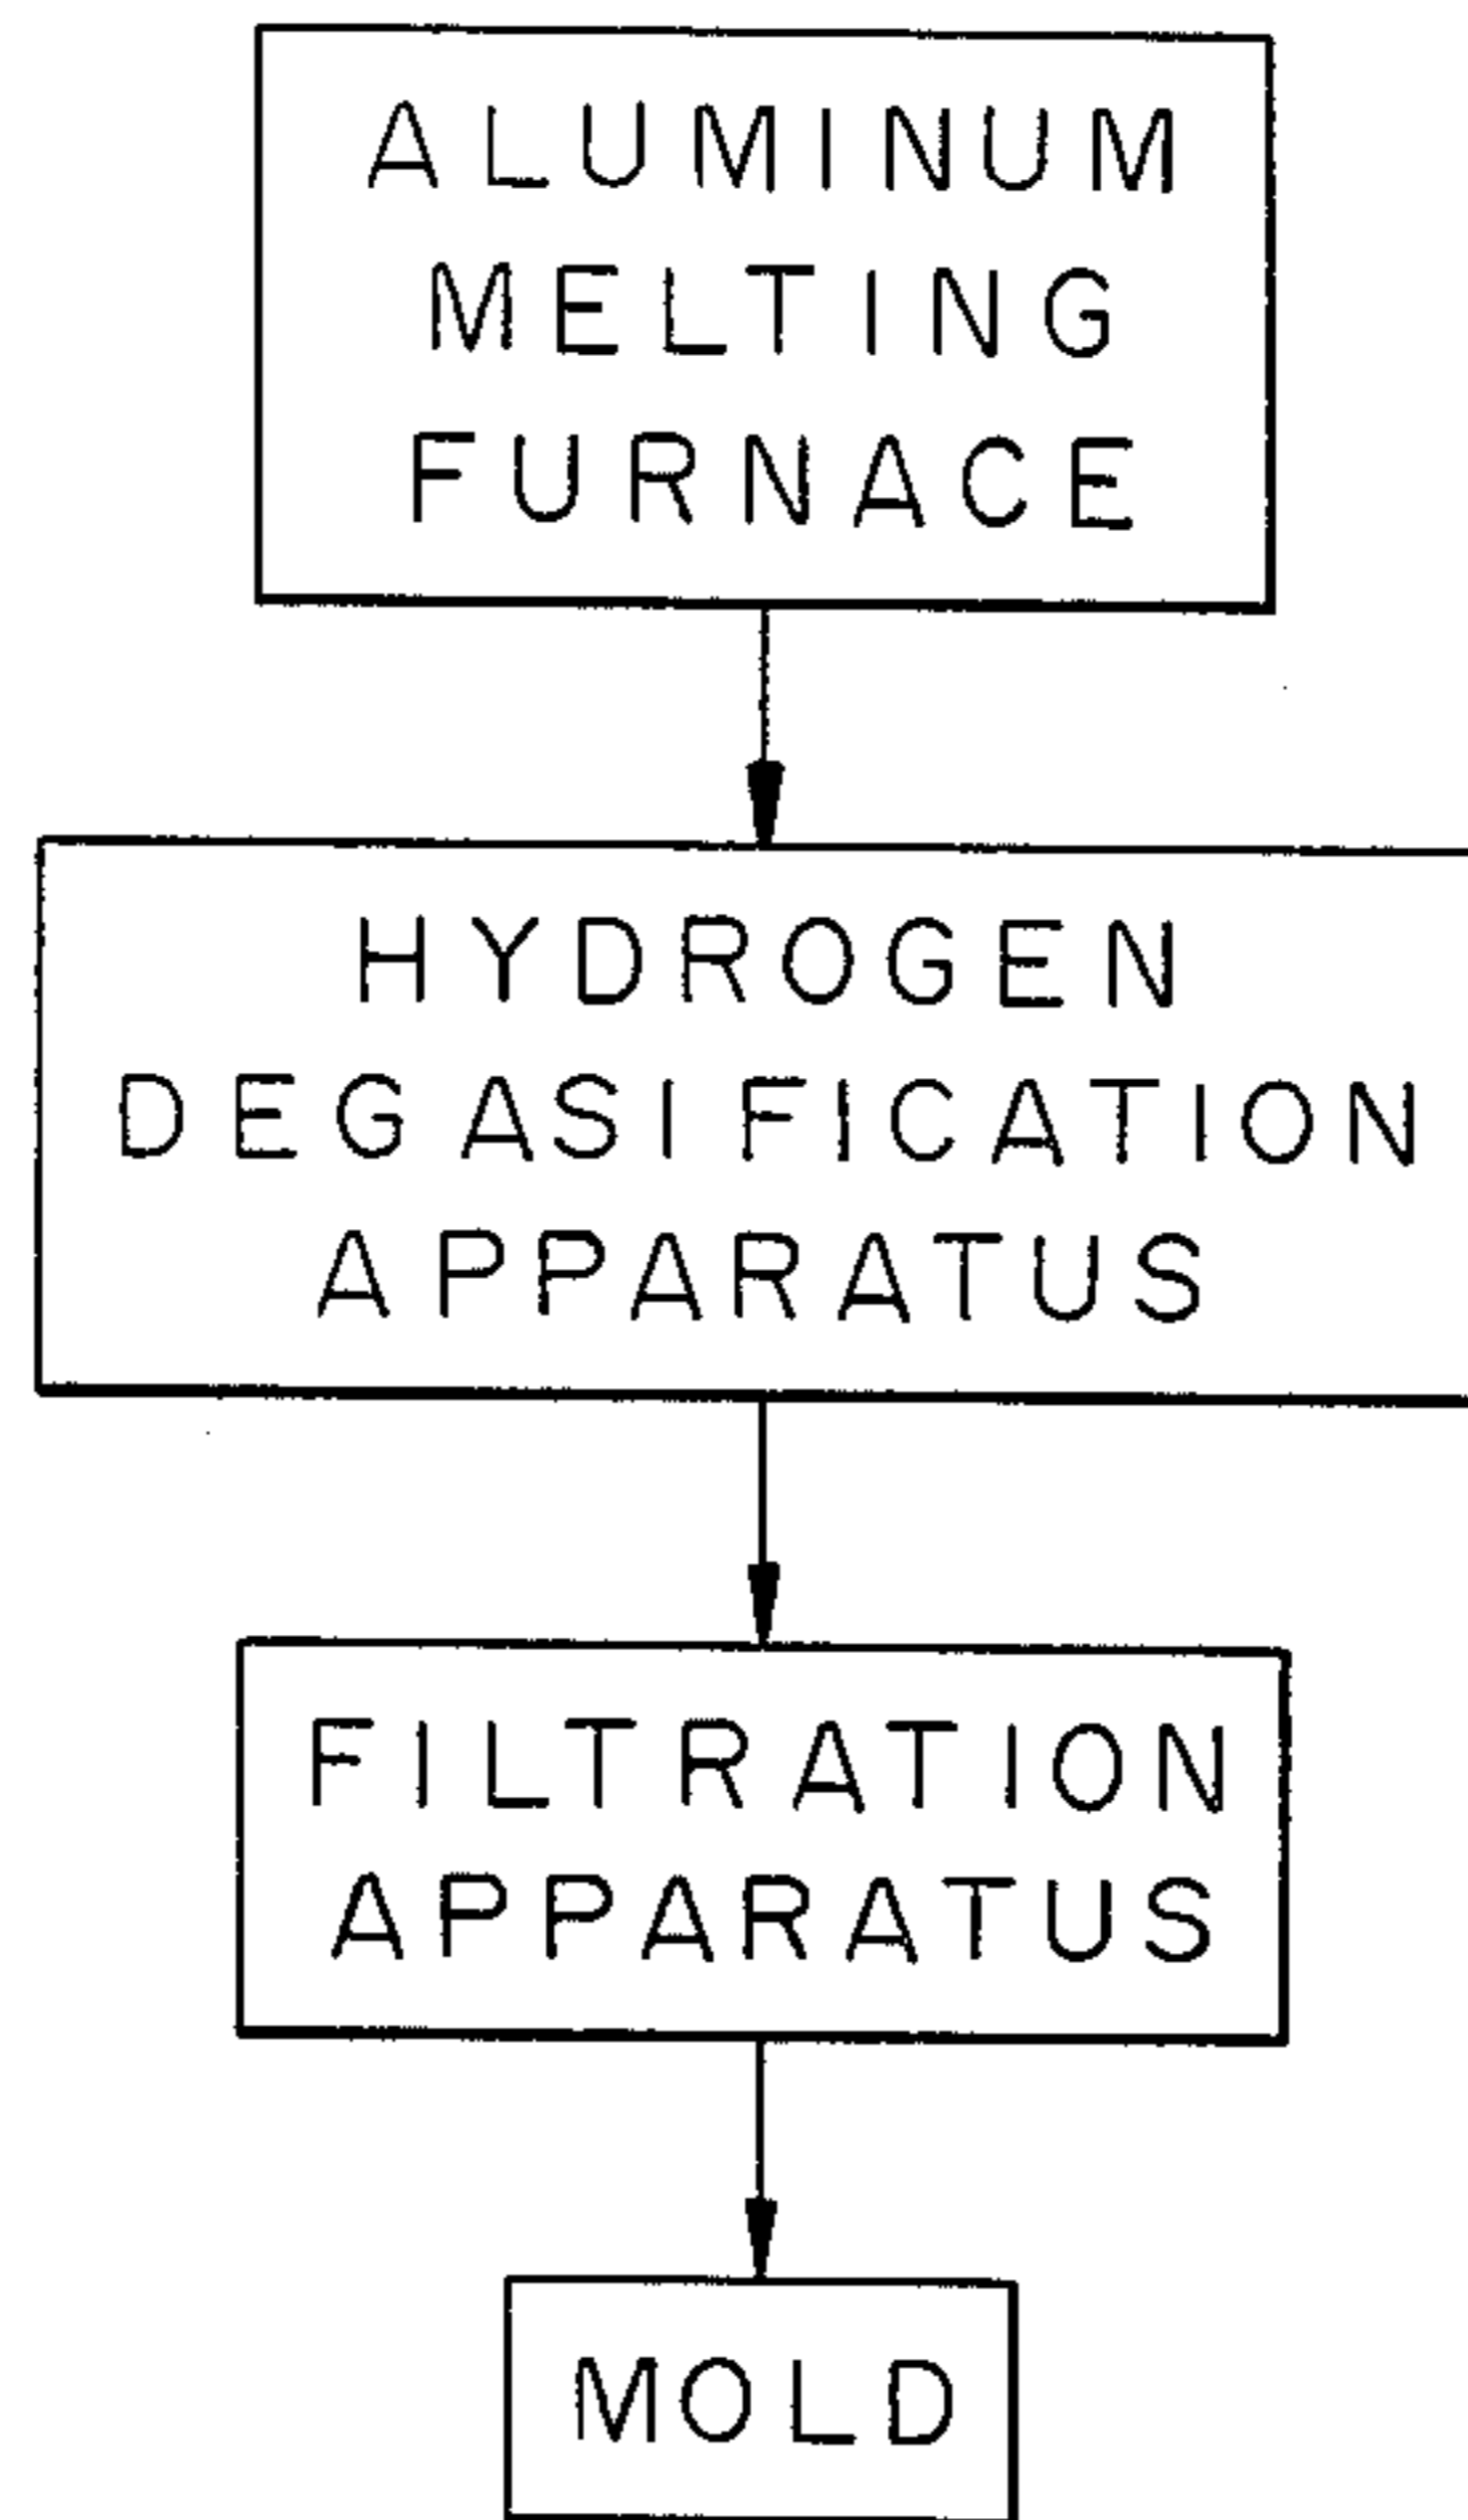 ALUMINUM
MELTING
FURNACE
HYDROGEN
DEGASIFICATION
APPARATUS
FILTRATION
APPARATUS
MOLD